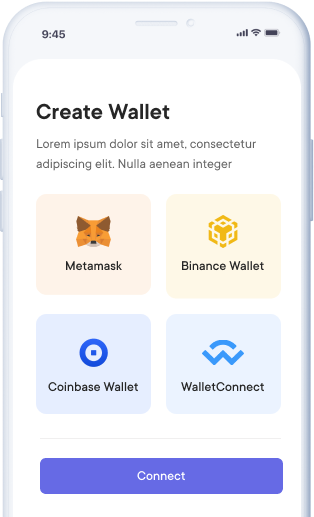 9:45
Create Wallet
Lorem ipsum dolor sit amet, consectetur
adipiscing elit. Nulla aenean integer
Metamask
Binance Wallet
Coinbase Wallet
WalletConnect
Connect